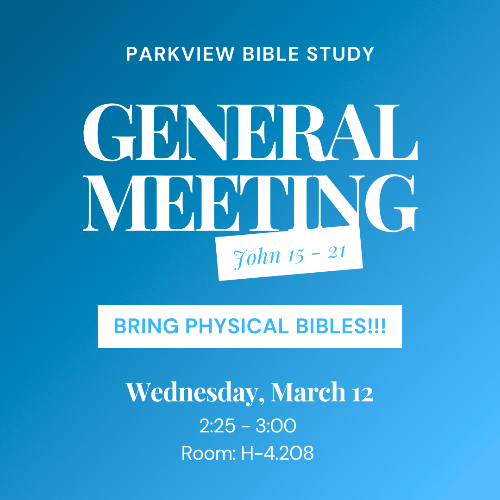 PARKVIEW BIBLE STUDY
GENERAL
MEETING
John 15 - 21
BRING PHYSICAL BIBLES!!!
Wednesday, March 12
2:25 - 3:00
Room: H-4.208